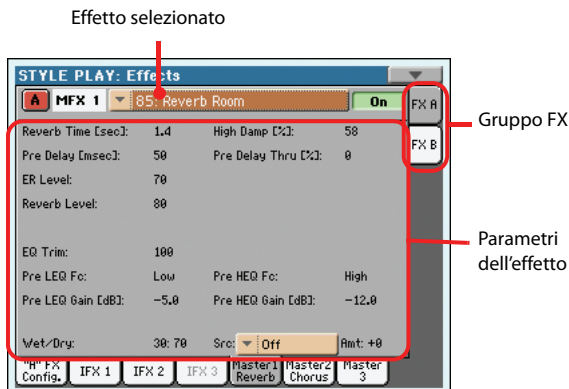 Effetto selezionato
STYLE PLAY: Effects
A MFX 1 85: Reverb Room On FX A
Gruppo FX
Reverb Time [sec]: 1.4 High Damp [%]: 58
FX B
Pre Delay [msec]: 50 Pre Delay Thru [%]: 0
ER Level: 70
Reverb Level: 80
Parametri
dell'effetto
EQ Trim: 100
Pre LEQ Fc: Low Pre HEQ Fc: High
Pre LEQ Gain [dB]: -5.0 Pre HEQ Gain [dB]: -12.0
Wet/Dry: 30:70 Src: Off Amt: +0
"A" FX Config. IFX 1 IFX 2 IFX 3 Master1 Reverb Master2 Chorus Master 3